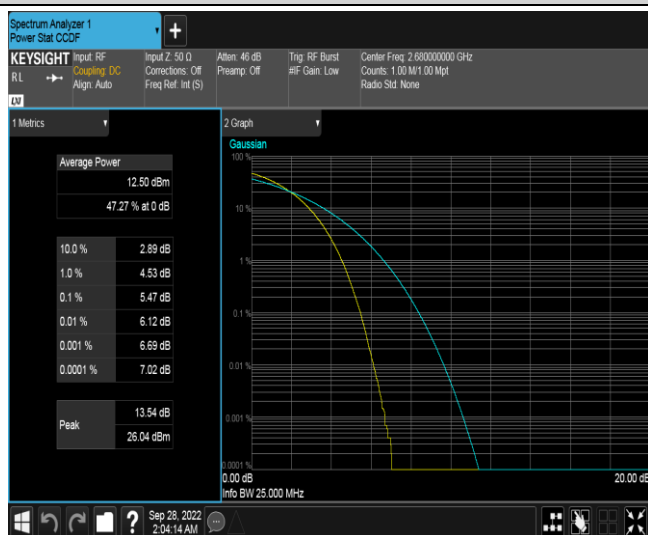 Spectrum Analyzer 1
Power Stat CCDF
KEYSIGHT
RL
LXI
Input: RF
Coupling: DC
Align: Auto
Input Z: 50 Ω
Corrections: Off
Freq Ref: Int (S)
Atten: 46 dB
Preamp: Off
Trig: RF Burst
#IF Gain: Low
Center Freq: 2.680000000 GHz
Counts: 1.00 M/1.00 Mpt
Radio Std: None
1 Metrics
Average Power
12.50 dBm
47.27 % at 0 dB
10.0 % 2.89 dB
1.0 % 4.53 dB
0.1 % 5.47 dB
0.01 % 6.12 dB
0.001 % 6.69 dB
0.0001 % 7.02 dB
Peak
13.54 dB
26.04 dBm
2 Graph
Gaussian
100 %
10 %
1 %
0.1 %
0.01 %
0.001 %
0.0001 %
0.00 dB 20.00 dB
Info BW 25.000 MHz
Sep 28, 2022
2:04:14 AM